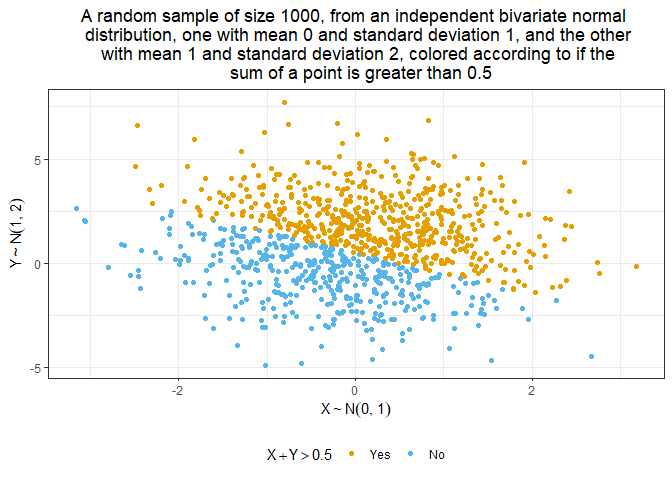 A random sample of size 1000, from an independent bivariate normal
distribution, one with mean 0 and standard deviation 1, and the other
with mean 1 and standard deviation 2, colored according to if the
sum of a point is greater than 0.5
Y ~ N(1, 2)
5
0
-5
-2 0 2
X ~ N(0, 1)
X + Y > 0.5 Yes No